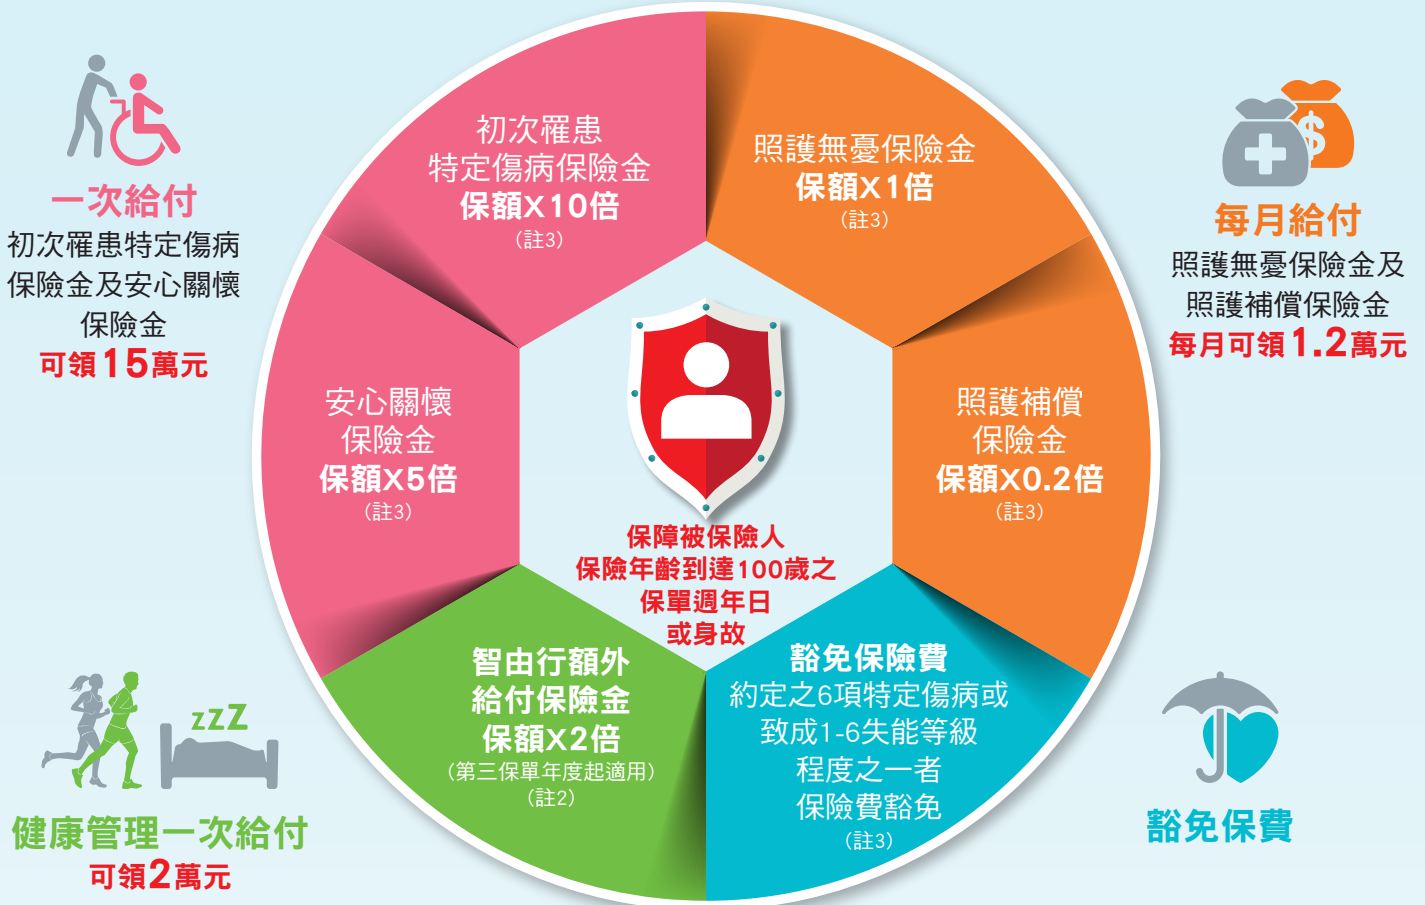 一次給付
初次罹患特定傷病
保險金及安心關懷
保險金
可領15萬元
初次罹患
特定傷病保險金
保額X10倍
（註3）
照護無憂保險金
保額X1倍
（註3）
$
每月給付
照護無憂保險金及
照護補償保險金
每月可領1.2萬元
安心關懷
保險金
保額X5倍
（註3）
照護補償
保險金
保額X0.2倍
（註3）
保障被保險人
保險年齡到達100歲之
保單週年日
或身故
智由行額外
給付保險金
保額X2倍
（第三保單年度起適用）
（註2）
豁免保險費
約定之6項特定傷病或
致成1-6失能等級
程度之一者
保險費豁免
（註3）
zZZ
健康管理一次給付
可領2萬元
豁免保費